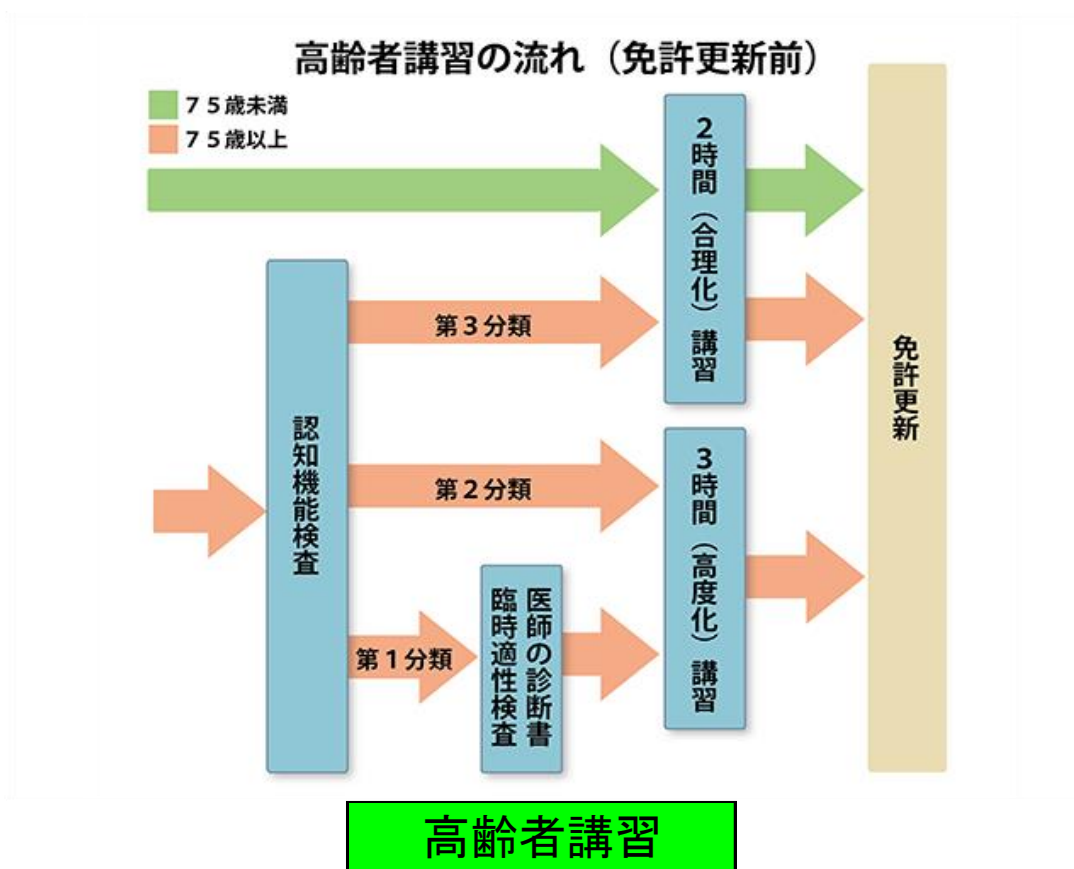 高齢者講習の流れ（免許更新前）
７５歳未満
７５歳以上
２時間（合理化）講習
第３分類
免許更新
認知機能検査
第２分類
３時間（高度化）講習
第１分類
医師の診断書
臨時適性検査
高齢者講習